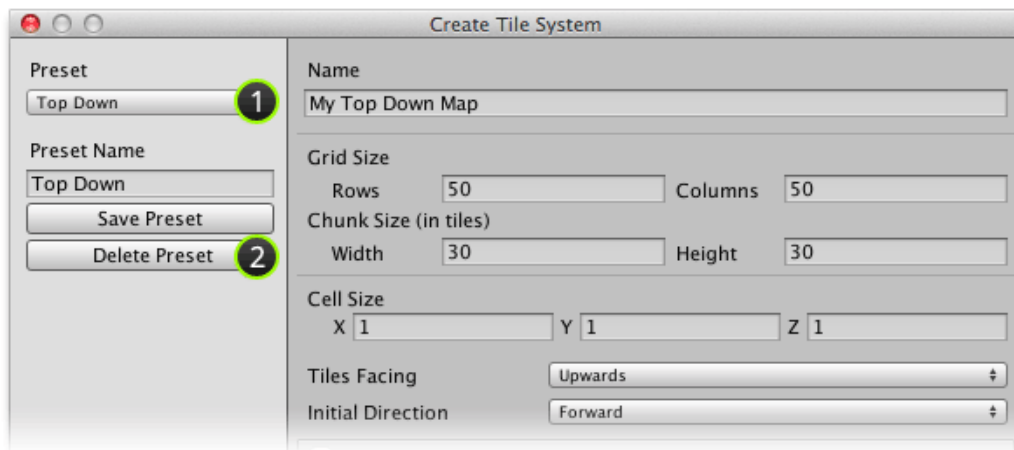 Create Tile System
Preset
Top Down 1
Preset Name
Top Down
Save Preset
Delete Preset 2
Name
My Top Down Map
Grid Size
Rows 50 Columns 50
Chunk Size (in tiles)
Width 30 Height 30
Cell Size
X 1 Y 1 Z 1
Tiles Facing Upwards
Initial Direction Forward